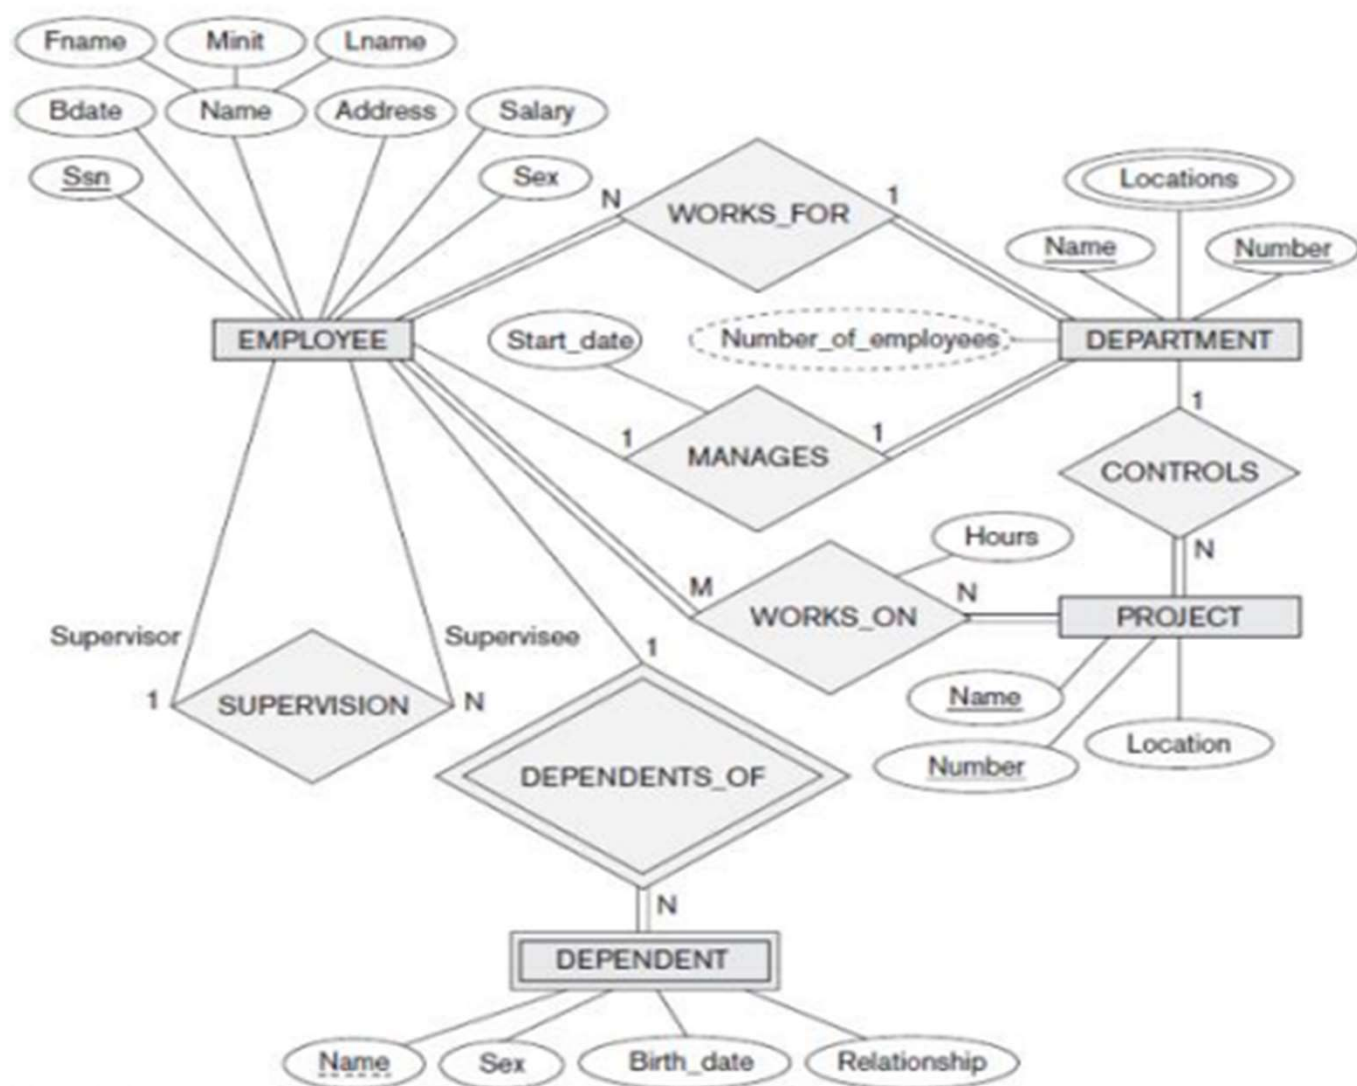 Fname Minit Lname
Bdate Name Address Salary
Ssn Sex
N WORKS_FOR 1
Locations
Name Number
EMPLOYEE Start_date Number_of_employees DEPARTMENT
1 MANAGES 1
1
CONTROLS
N
Hours
M WORKS_ON N
PROJECT
Name
Number
Location
Supervisor Supervisee
1 SUPERVISION N
1
DEPENDENTS_OF
N
DEPENDENT
Name Sex Birth_date Relationship